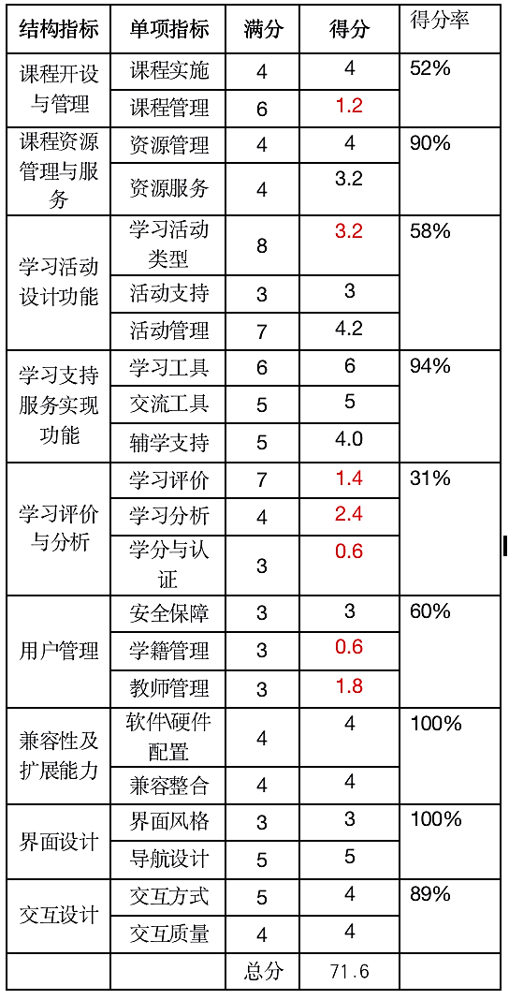 结构指标 单项指标 满分 得分 得分率
课程开设
与管理
课程实施 4 4 52%
课程管理 6 1.2
课程资源
管理与服
务
资源管理 4 4 90%
资源服务 4 3.2
学习活动
设计功能
学习活动
类型
8 3.2 58%
活动支持 3 3
活动管理 7 4.2
学习支持
服务实现
功能
学习工具 6 6 94%
交流工具 5 5
辅学支持 5 4.0
学习评价
与分析
学习评价 7 1.4 31%
学习分析 4 2.4
学分与认
证
3 0.6
用户管理
安全保障 3 3 60%
学籍管理 3 0.6
教师管理 3 1.8
兼容性及
扩展能力
软件\硬件
配置
4 4 100%
兼容整合 4 4
界面设计
界面风格 3 3 100%
导航设计 5 5
交互设计
交互方式 5 4 89%
交互质量 4 4
总分 71.6